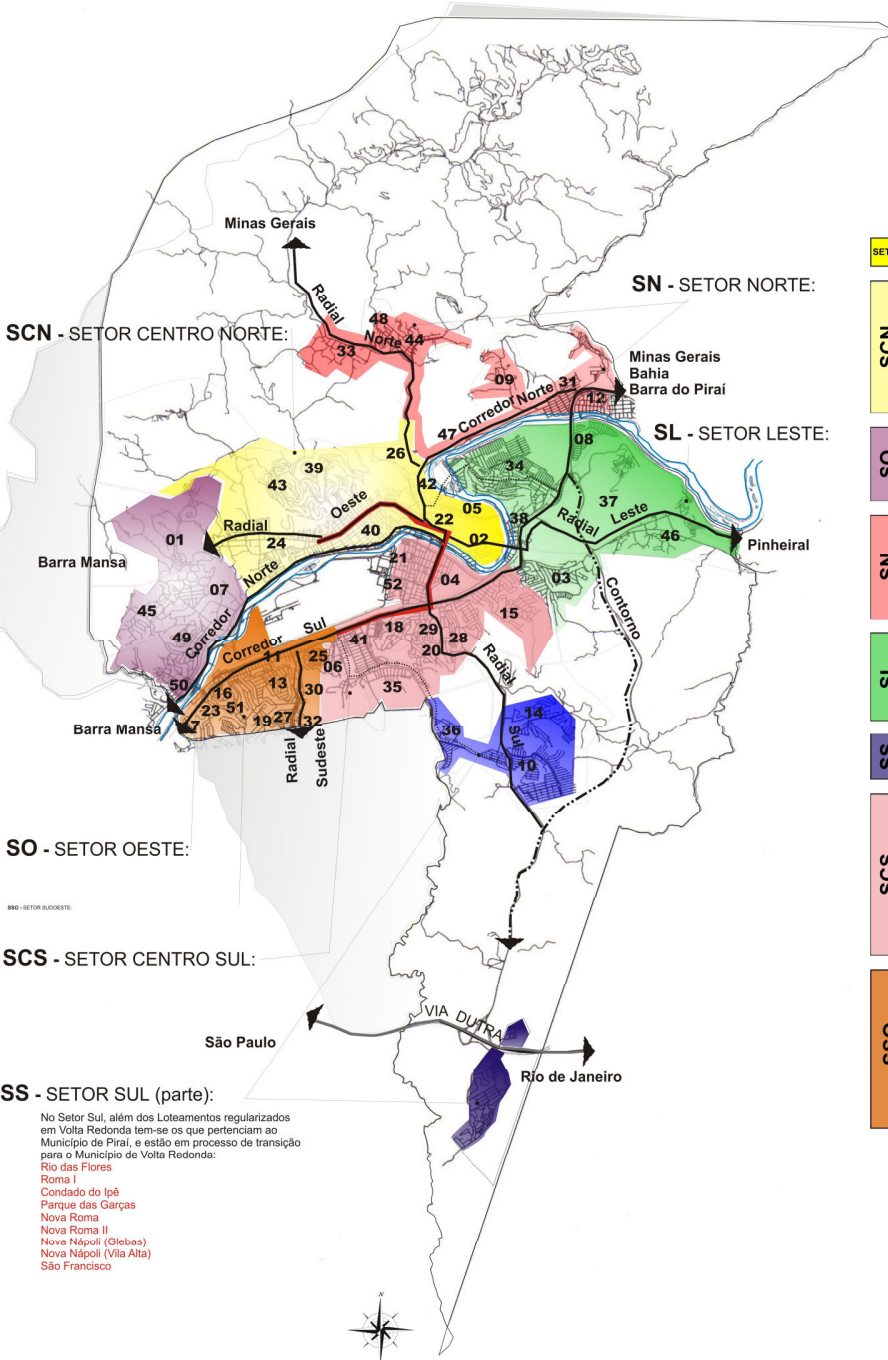 Minas Gerais
SN - SETOR NORTE:
SCN - SETOR CENTRO NORTE:
Radial Norte
48
44
33
Minas Gerais
Bahia
Barra do Piraí
09
31
12
Corredor Norte
47
SL - SETOR LESTE:
08
26
39
43
34
42
37
05
Radial Oeste
22
38
Radial Leste
01
40
02
46
24
Pinheiral
Barra Mansa
21
07
52
04
03
Corredor Norte
Contorno
45
15
Corredor Sul
18
29
28
49
41
20
11
25
06
Radial Sul
50
16
13
30
35
23
51
14
19
27
32
36
Barra Mansa
7
10
Radial Sudeste
SO - SETOR OESTE:
SSO - SETOR SUDOESTE:
SCS - SETOR CENTRO SUL:
VIA DUTRA
São Paulo
Rio de Janeiro
SS - SETOR SUL (parte):
No Setor Sul, além dos Loteamentos regularizados
em Volta Redonda tem-se os que pertenciam ao
Município de Piraí, e estão em processo de transição
para o Município de Volta Redonda:
Rio das Flores
Roma I
Condado do Ipê
Parque das Garças
Nova Roma
Nova Roma II
Nova Nápoli (Glebas)
Nova Nápoli (Vila Alta)
São Francisco
N
SET
SCN
SO
SN
SL
SS
SCS
SSO